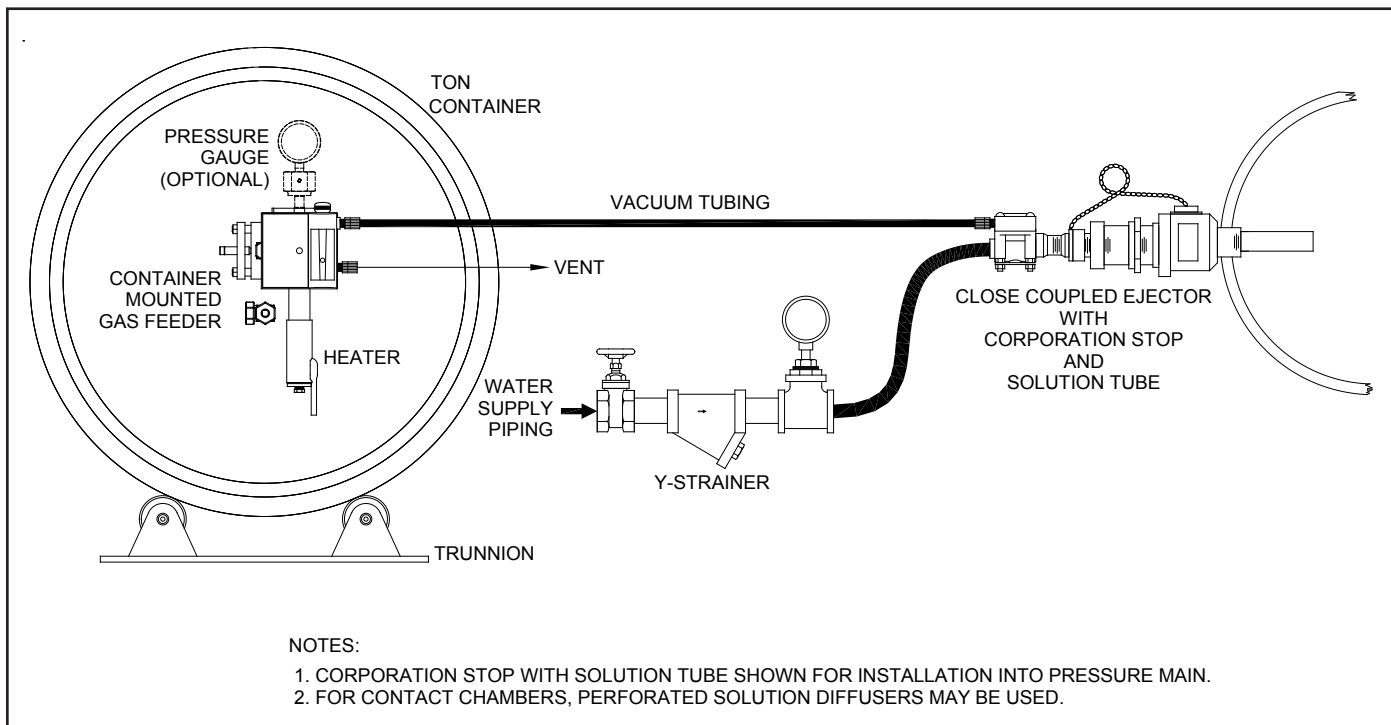 TON
CONTAINER
PRESSURE
GAUGE
(OPTIONAL)
VACUUM TUBING
VENT
CONTAINER
MOUNTED
GAS FEEDER
HEATER
CLOSE COUPLED EJECTOR
WITH
CORPORATION STOP
AND
SOLUTION TUBE
WATER
SUPPLY
PIPING
Y-STRAINER
TRUNNION
NOTES:
1. CORPORATION STOP WITH SOLUTION TUBE SHOWN FOR INSTALLATION INTO PRESSURE MAIN.
2. FOR CONTACT CHAMBERS, PERFORATED SOLUTION DIFFUSERS MAY BE USED.